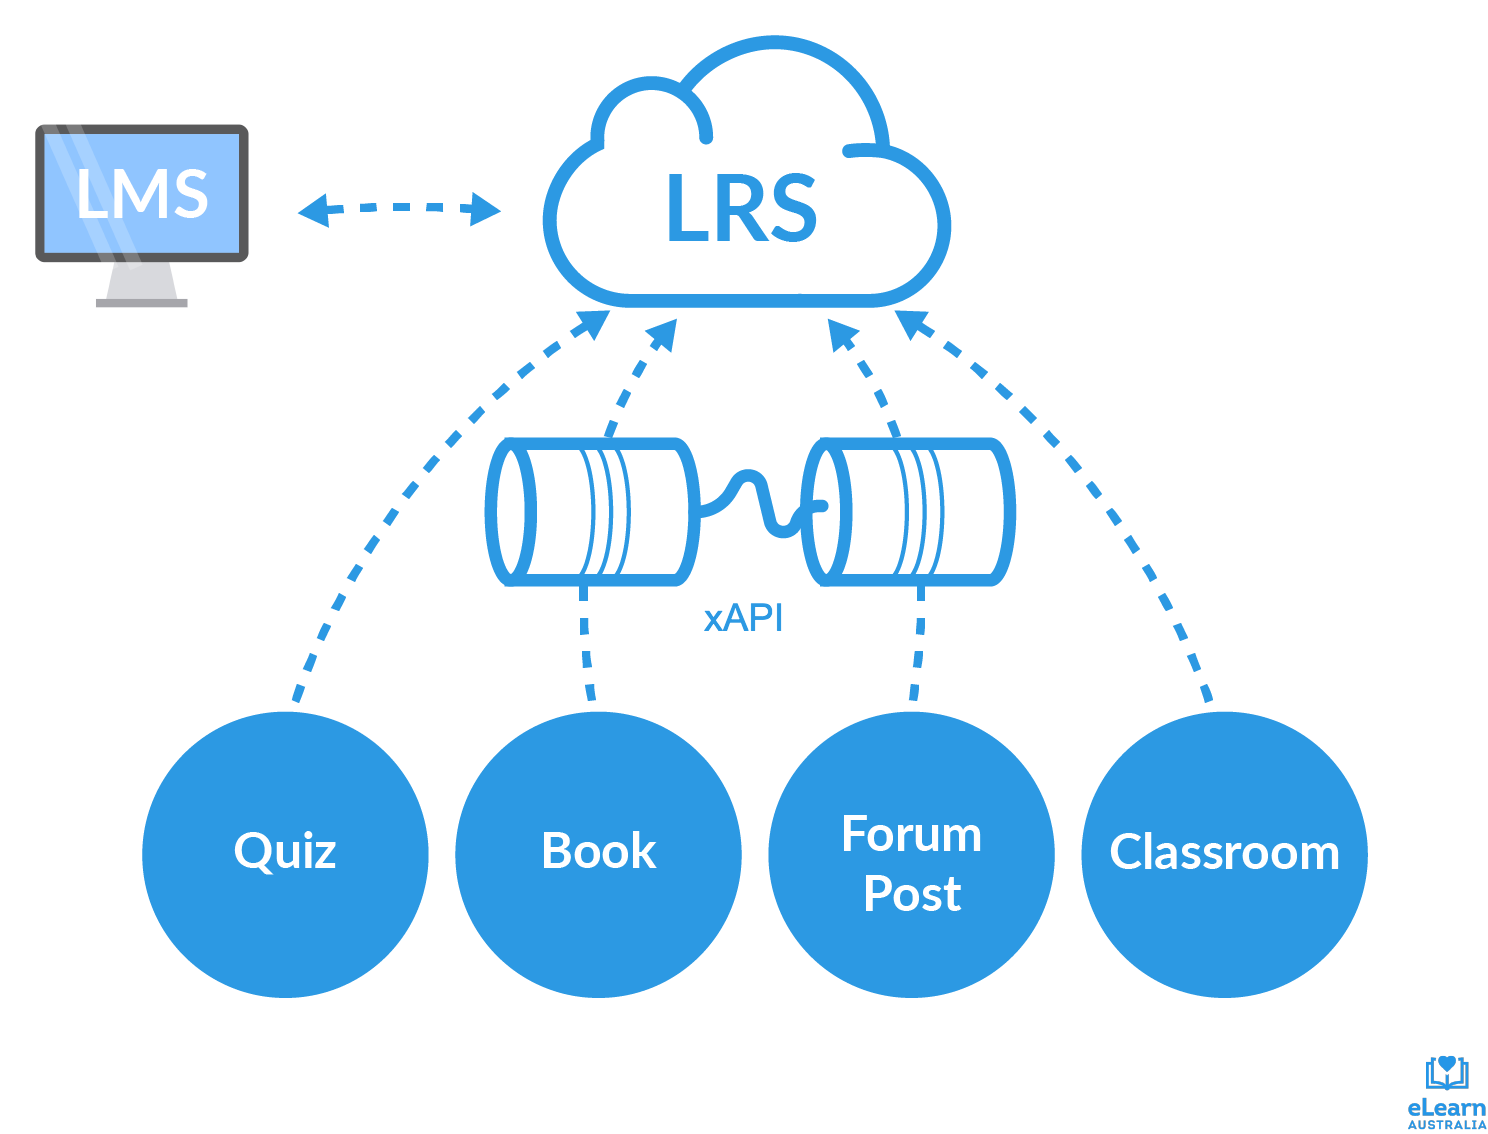 LMS
LRS
xAPI
Quiz
Book
Forum
Post
Classroom
eLearn
AUSTRALIA